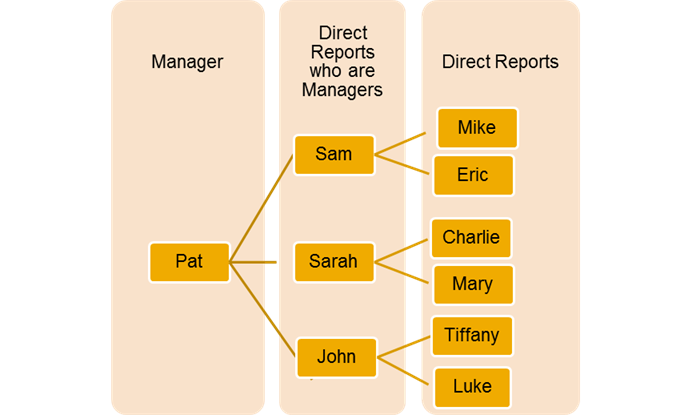 Manager
Direct
Reports
who are
Managers
Direct Reports
Pat
Sam
Sarah
John
Mike
Eric
Charlie
Mary
Tiffany
Luke